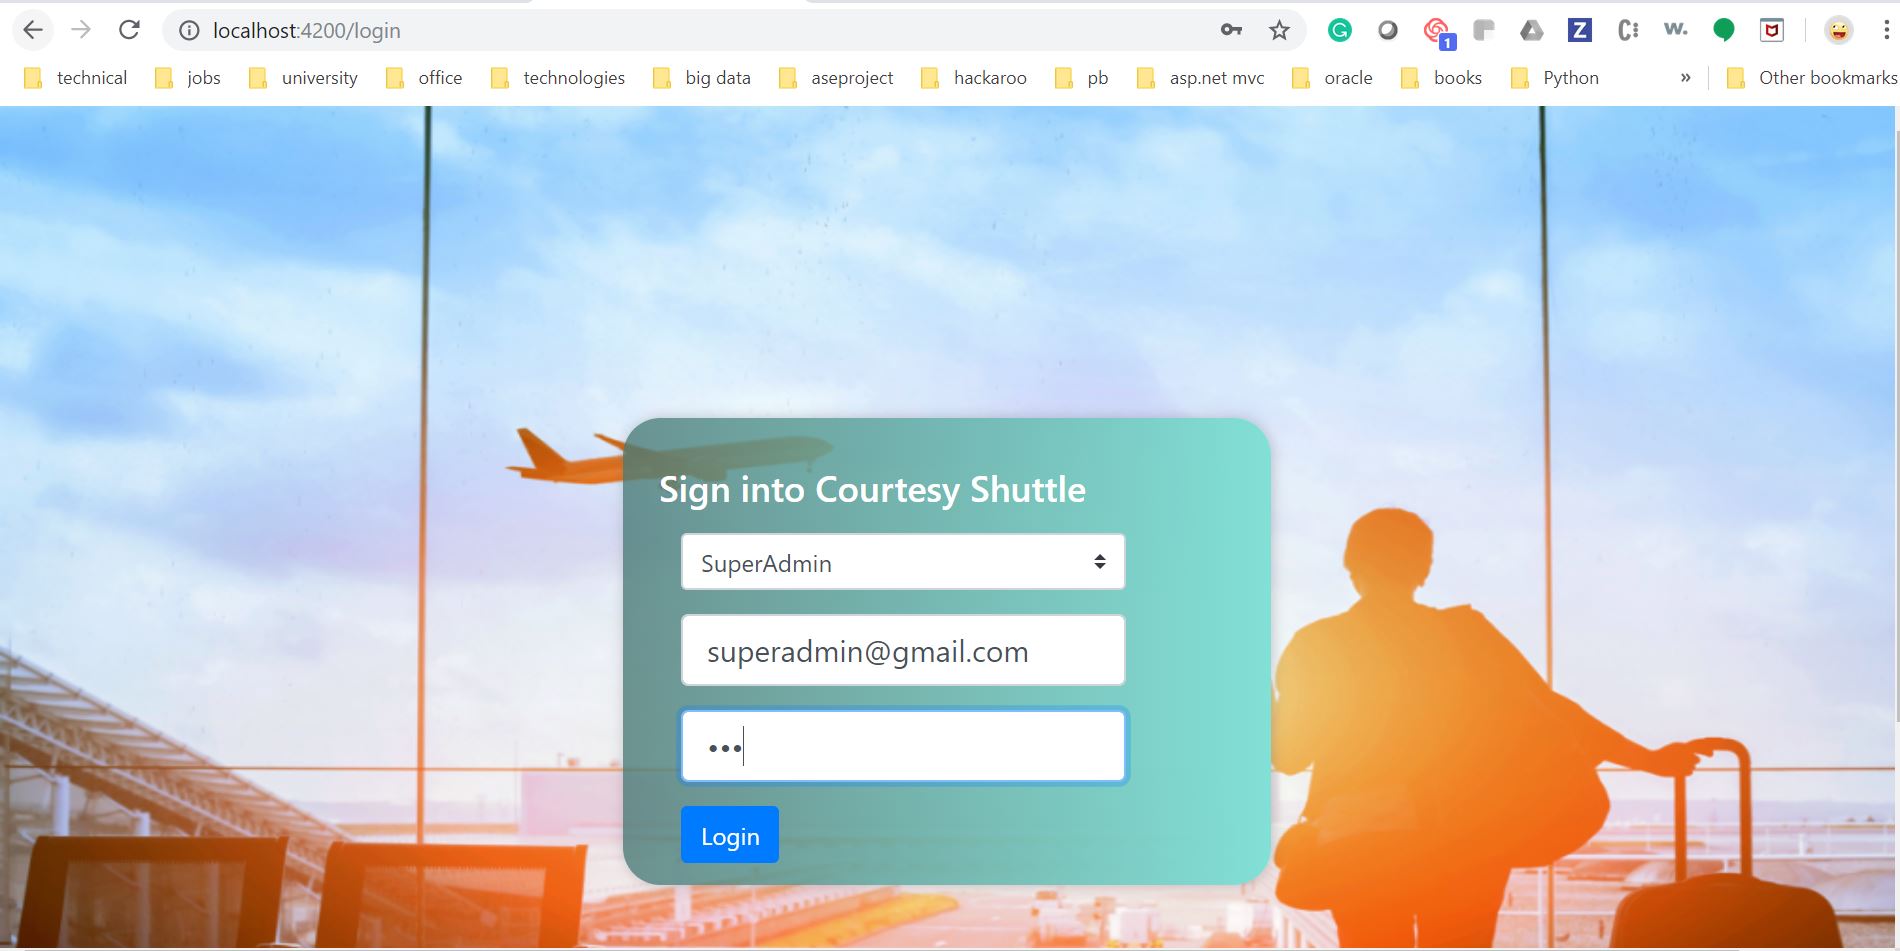 localhost:4200/login
1
Z
w.
technical jobs university office technologies big data aseproject hackaroo pb asp.net mvc oracle books Python » Other bookmarks
Sign into Courtesy Shuttle
SuperAdmin
superadmin@gmail.com
•••
Login